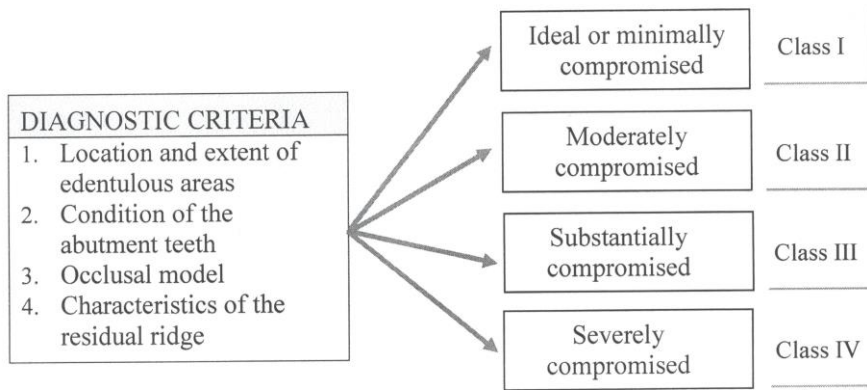 DIAGNOSTIC CRITERIA
1. Location and extent of
edentulous areas
2. Condition of the
abutment teeth
3. Occlusal model
4. Characteristics of the
residual ridge
Ideal or minimally
compromised
Class I
Moderately
compromised
Class II
Substantially
compromised
Class III
Severely
compromised
Class IV